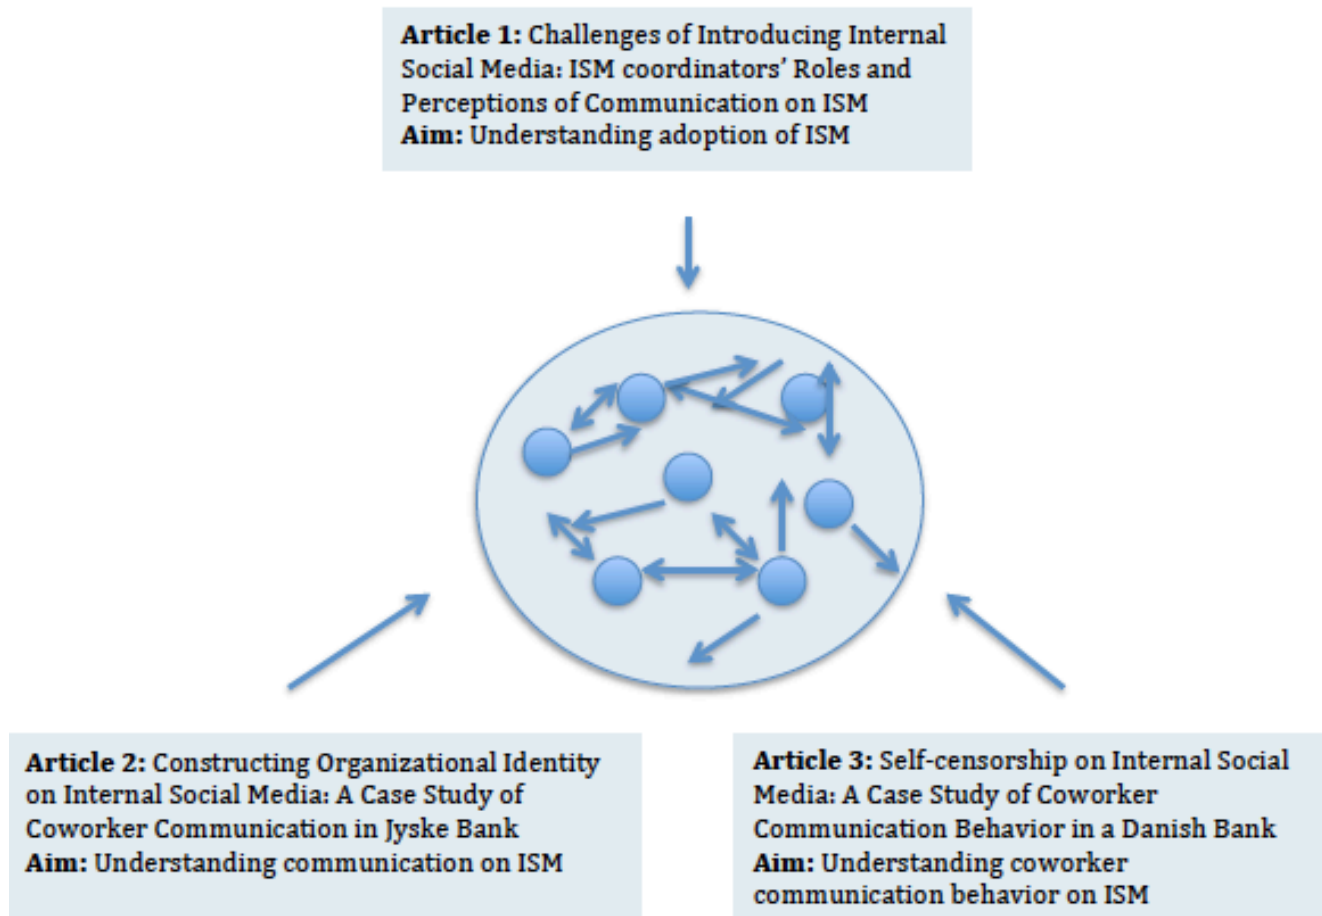 Article 1: Challenges of Introducing Internal
Social Media: ISM coordinators’ Roles and
Perceptions of Communication on ISM
Aim: Understanding adoption of ISM
Article 2: Constructing Organizational Identity
on Internal Social Media: A Case Study of
Coworker Communication in Jyske Bank
Aim: Understanding communication on ISM
Article 3: Self-censorship on Internal Social
Media: A Case Study of Coworker
Communication Behavior in a Danish Bank
Aim: Understanding coworker
communication behavior on ISM